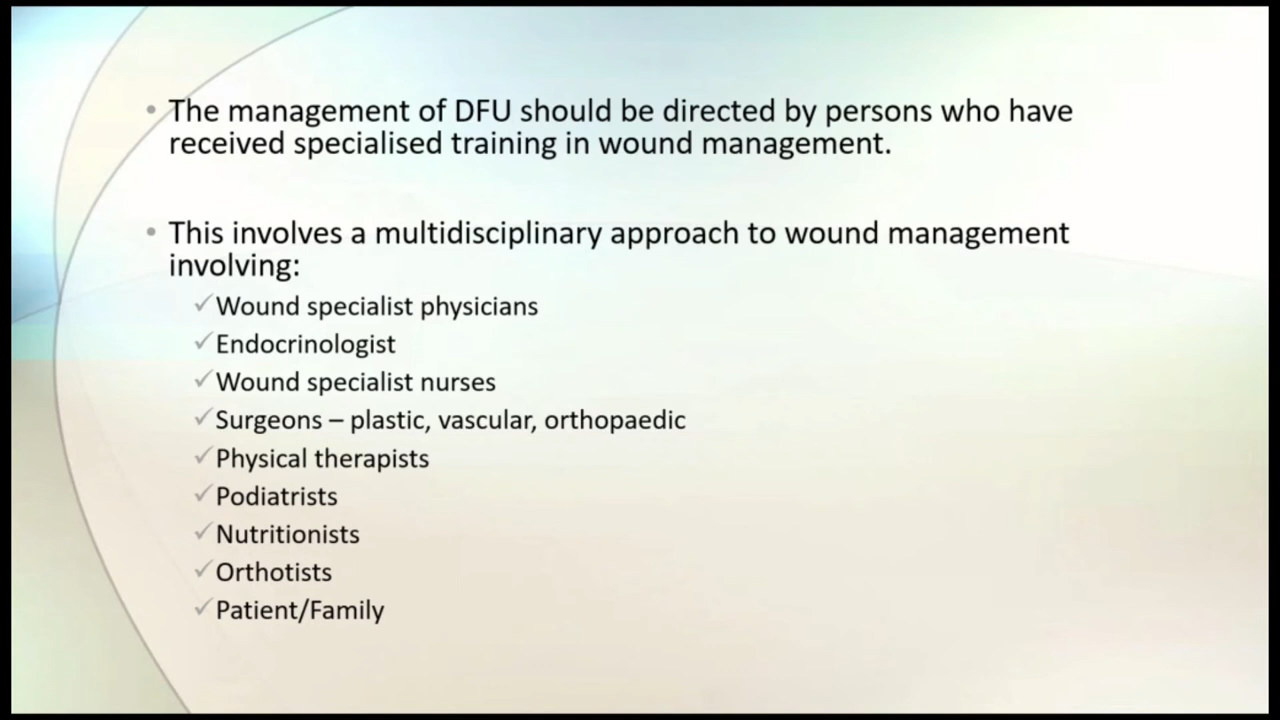 • The management of DFU should be directed by persons who have
received specialised training in wound management.
• This involves a multidisciplinary approach to wound management
involving:
✓Wound specialist physicians
✓Endocrinologist
✓Wound specialist nurses
✓Surgeons – plastic, vascular, orthopaedic
✓Physical therapists
✓Podiatrists
✓Nutritionists
✓Orthotists
✓Patient/Family